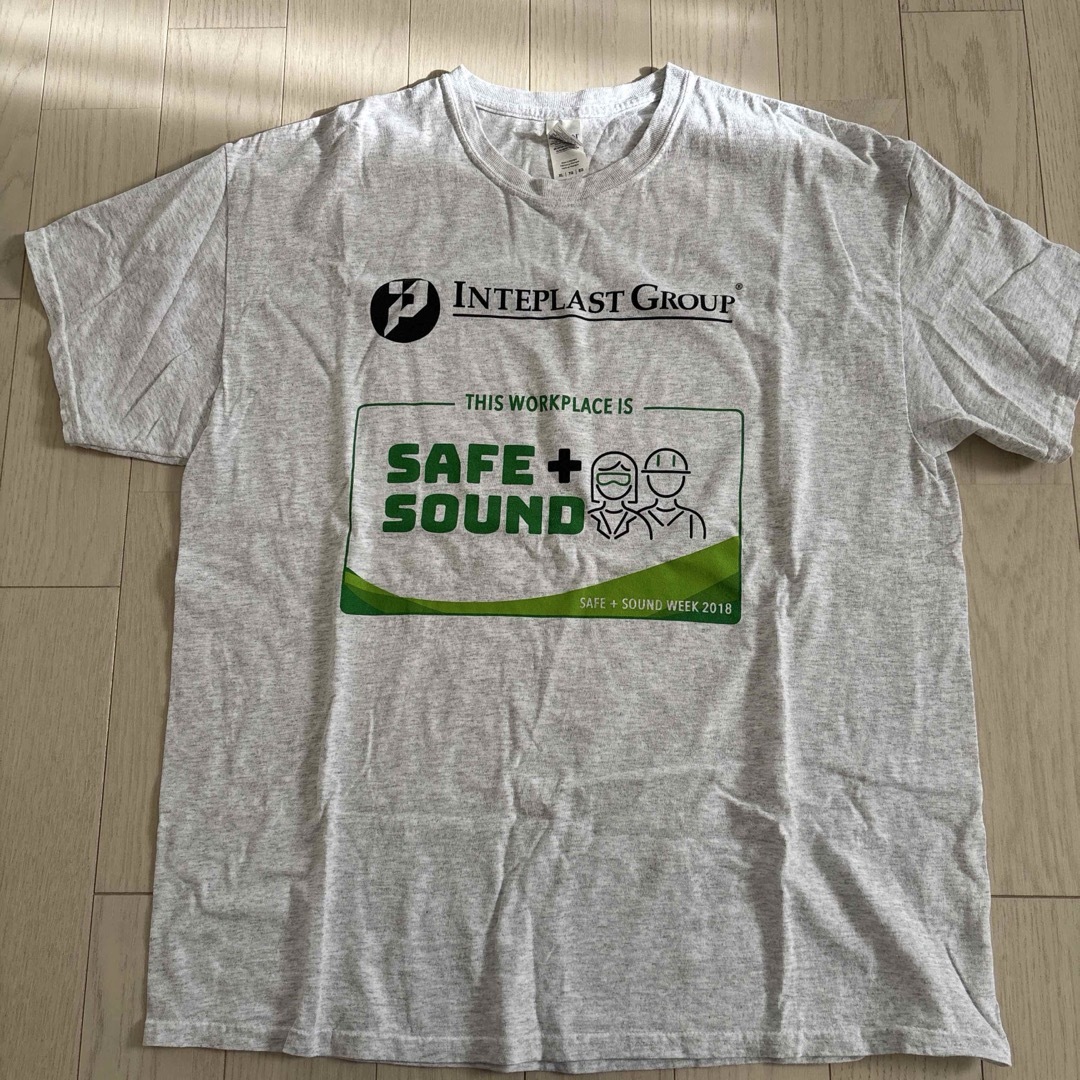 INTEPLAST GROUP®
THIS WORKPLACE IS
SAFE +
SOUND
SAFE + SOUND WEEK 2018